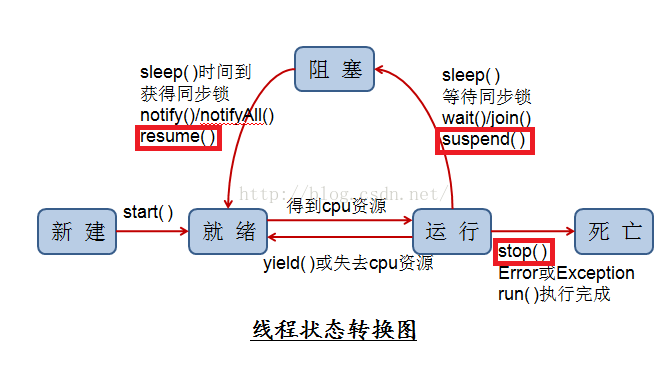 阻 塞
sleep( )时间到
获得同步锁
notify()/notifyAll()
resume( )
sleep( )
等待同步锁
wait()/join()
suspend( )
http://blog.csdn.net/
新 建
start( )
就 绪
得到cpu资源
yield( )或失去cpu资源
运 行
stop( )
Error或Exception
run( )执行完成
死 亡
线程状态转换图